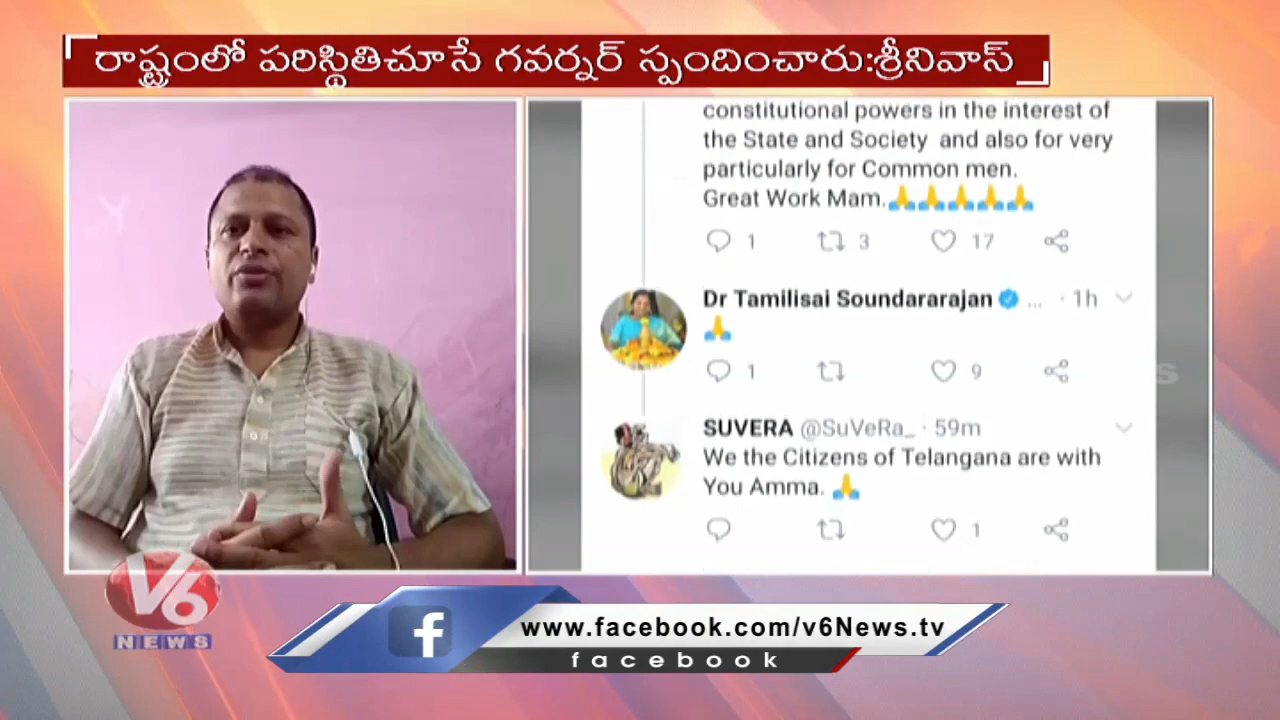 రాష్ట్రంలో పరిస్థితిచూసే గవర్నర్ స్పందించారు:శ్రీనివాస్
constitutional powers in the interest of
the State and Society and also for very
particularly for Common men.
Great Work Mam.🙏🙏🙏🙏🙏
1 3 17
Dr Tamilisai Soundararajan ... · 1h
🙏
1 9
SUVERA @SuVeRa_ · 59m
We the Citizens of Telangana are with
You Amma. 🙏
1
V6
NEWS
f
www.facebook.com/v6News.tv
facebook